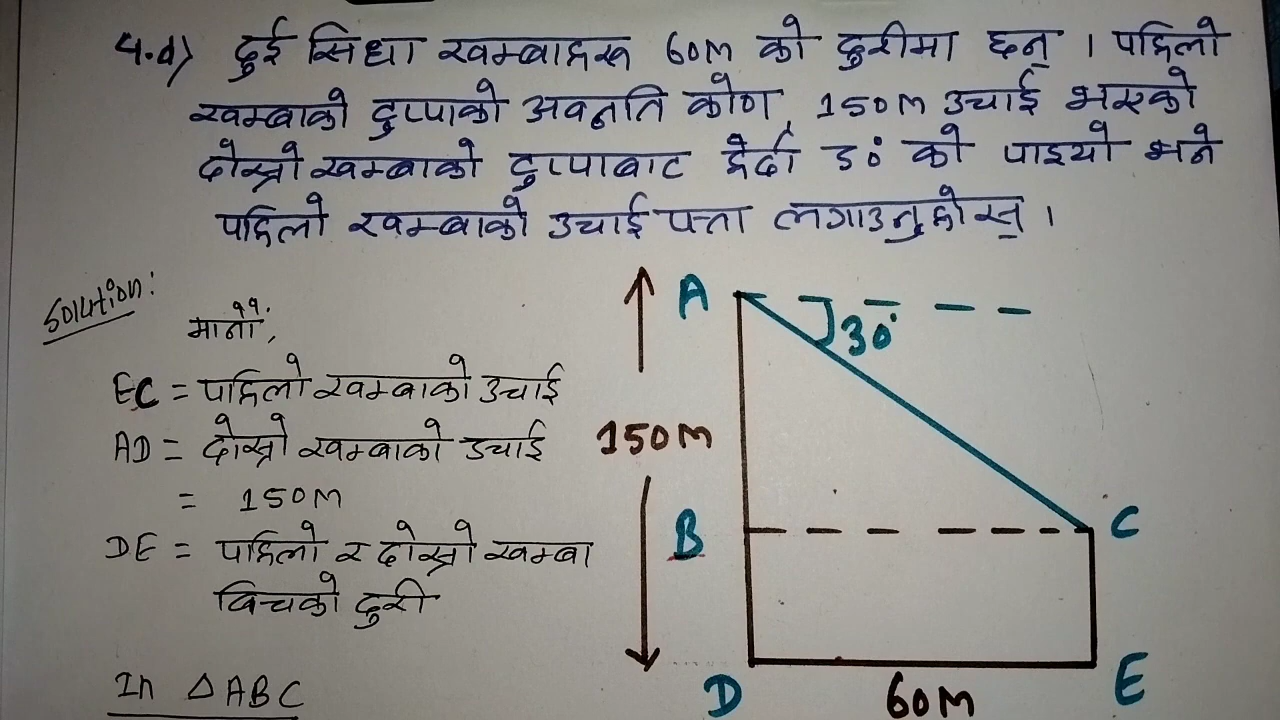 4.d) दुई सिधा खम्बाहरू 60m को दुरीमा छन् । पहिलो
खम्बाको टुप्पाको अवनति कोण, 150m उचाई भएको
दोस्रो खम्बाको टुप्पाबाट हेर्दा 30° को पाइयो भने
पहिलो खम्बाको उचाई पत्ता लगाउनुहोस् ।
Solution:
मानौं,
EC = पहिलो खम्बाको उचाई
AD = दोस्रो खम्बाको उचाई
= 150m
DE = पहिलो र दोस्रो खम्बा
बिचको दुरी
In △ABC
A
30°
150m
B
C
D
60m
E